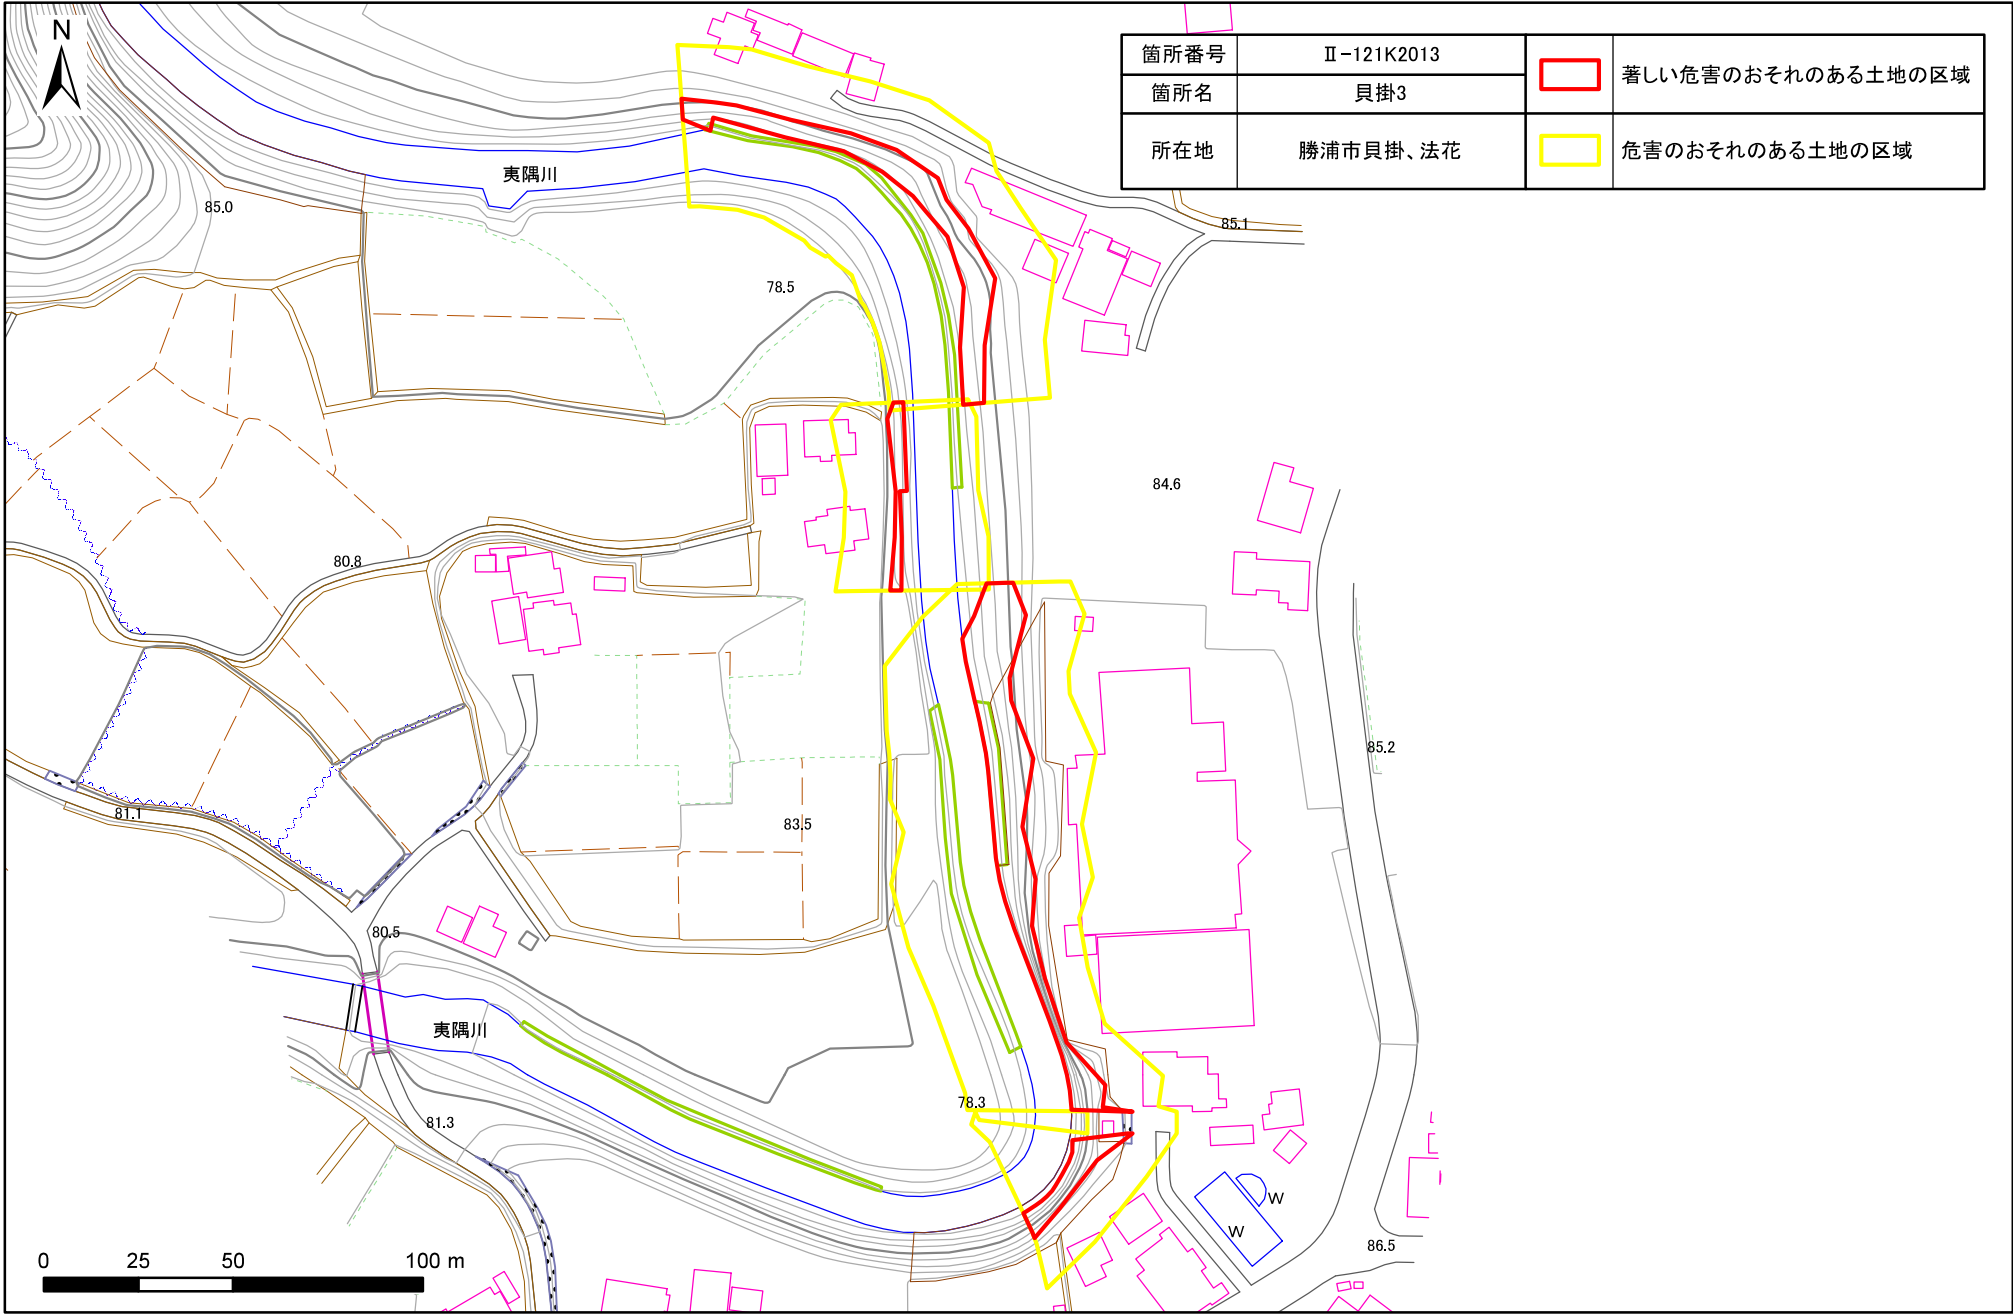 N
箇所番号 Ⅱ-121K2013
著しい危害のおそれのある土地の区域
箇所名 貝掛3
所在地 勝浦市貝掛、法花
危害のおそれのある土地の区域
夷隅川
85.0
85.1
78.5
84.6
80.8
85.2
81.1
83.5
80.5
夷隅川
78.3
81.3
W
W
86.5
0 25 50 100 m